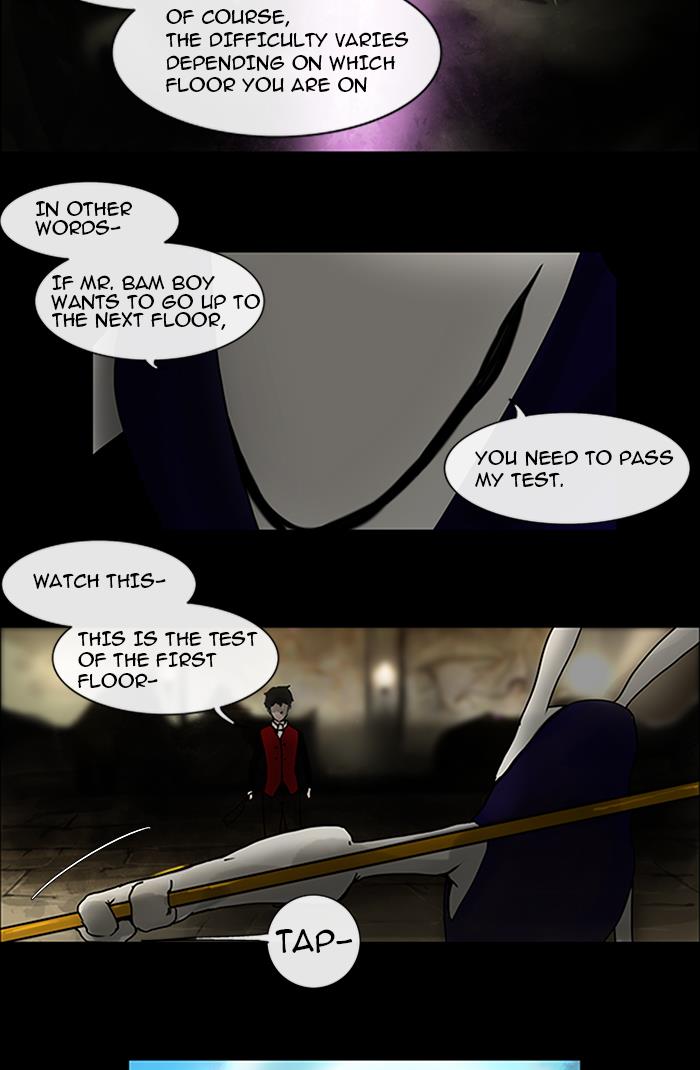 OF COURSE,
THE DIFFICULTY VARIES
DEPENDING ON WHICH
FLOOR YOU ARE ON
IN OTHER
WORDS-
IF MR. BAM BOY
WANTS TO GO UP TO
THE NEXT FLOOR,
YOU NEED TO PASS
MY TEST.
WATCH THIS-
THIS IS THE TEST
OF THE FIRST
FLOOR-
TAP-